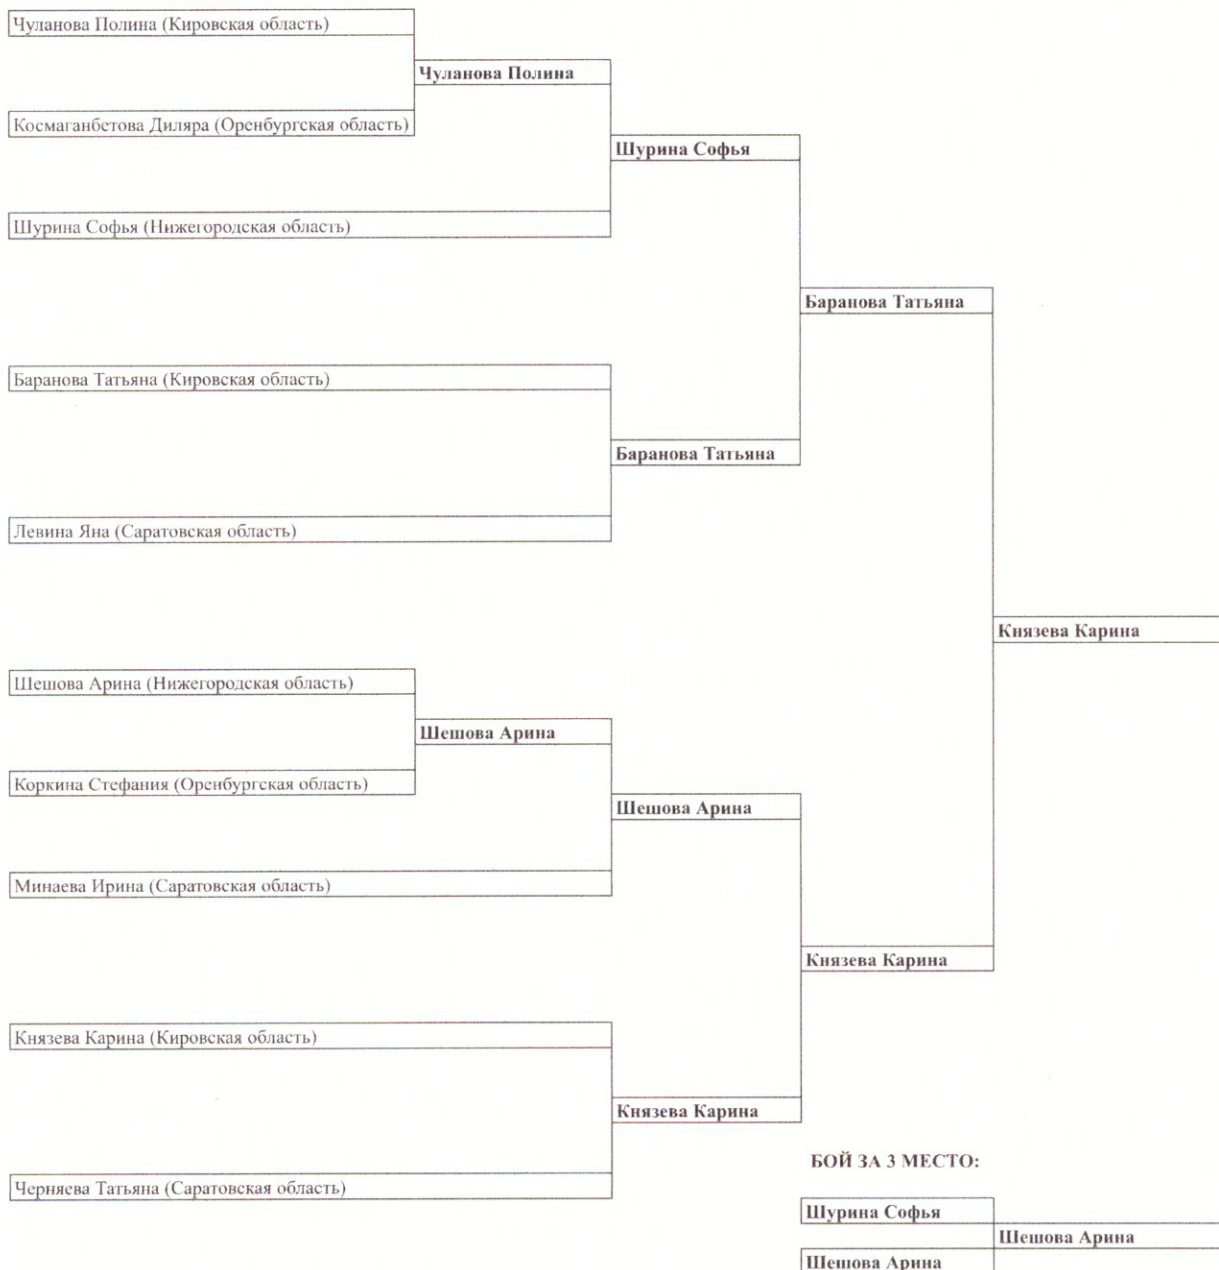 Чуланова Полина (Кировская область)
Чуланова Полина
Космаганбетова Диляра (Оренбургская область)
Шурина Софья
Шурина Софья (Нижегородская область)
Баранова Татьяна
Баранова Татьяна (Кировская область)
Баранова Татьяна
Левина Яна (Саратовская область)
Князева Карина
Шешова Арина (Нижегородская область)
Шешова Арина
Коркина Стефания (Оренбургская область)
Шешова Арина
Минаева Ирина (Саратовская область)
Князева Карина
Князева Карина (Кировская область)
Князева Карина
БОЙ ЗА 3 МЕСТО:
Черняева Татьяна (Саратовская область)
Шурина Софья
Шешова Арина
Шешова Арина